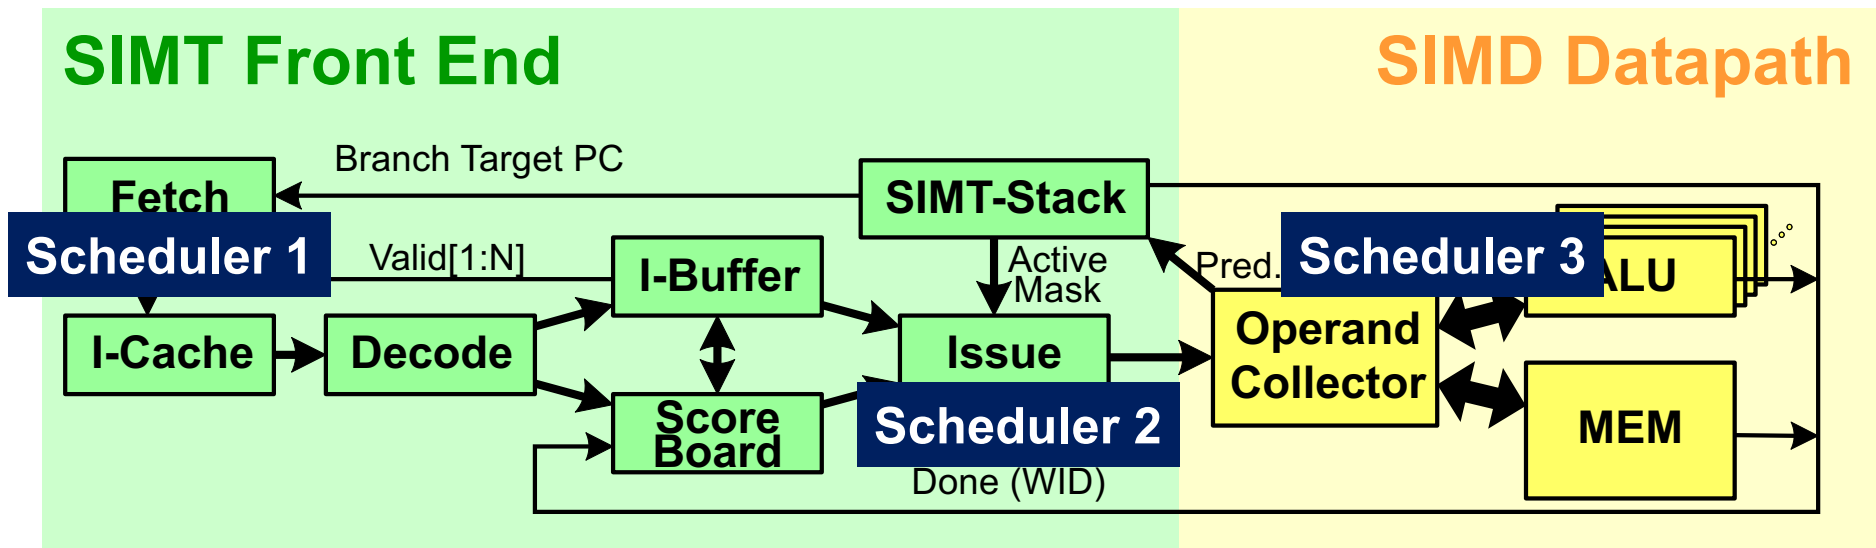 SIMT Front End
SIMD Datapath
Branch Target PC
Fetch
SIMT-Stack
Scheduler 1
Valid[1:N]
I-Buffer
Active
Mask
Pred.
Scheduler 3
ALU
I-Cache
Decode
Issue
Operand
Collector
Score
Board
Scheduler 2
MEM
Done (WID)